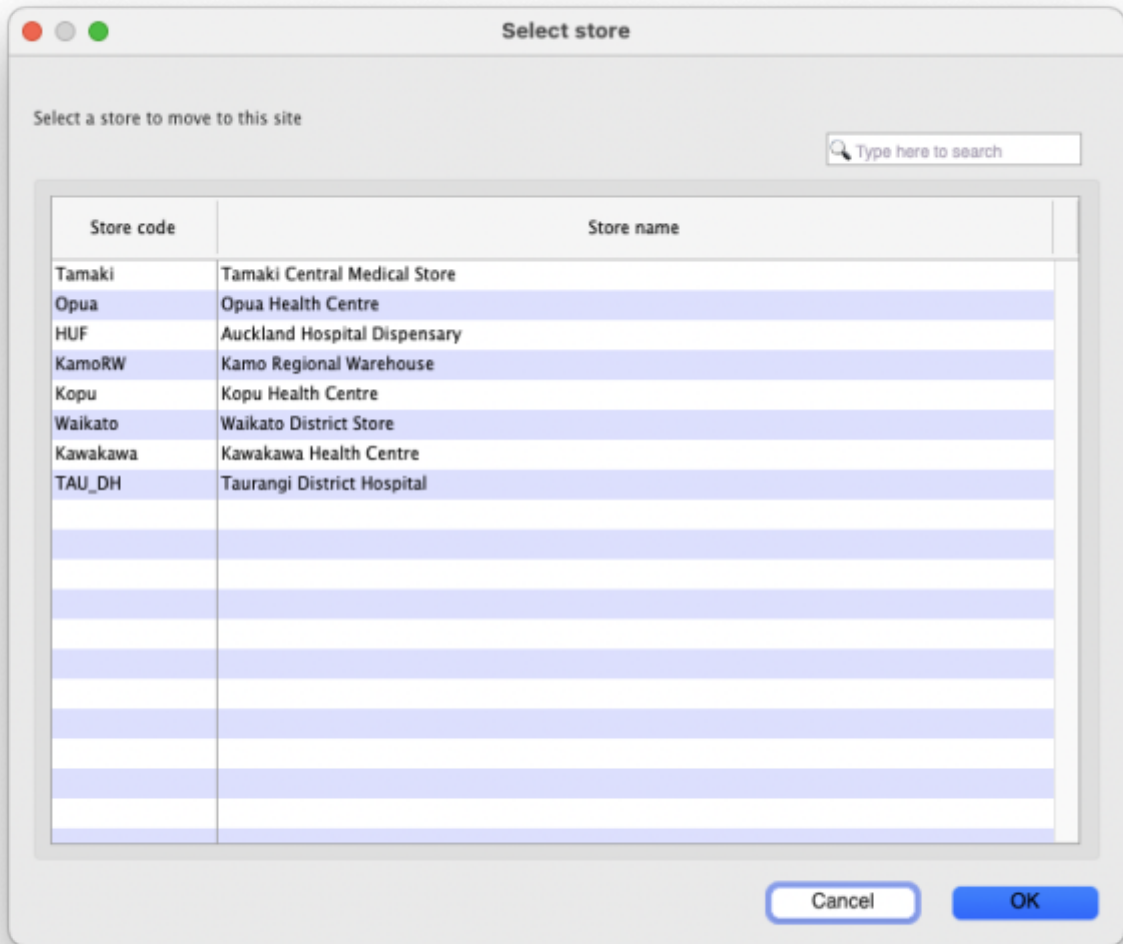 Select store
Select a store to move to this site
Type here to search
Store code Store name
Tamaki Tamaki Central Medical Store
Opua Opua Health Centre
HUF Auckland Hospital Dispensary
KamoRW Kamo Regional Warehouse
Kopu Kopu Health Centre
Waikato Waikato District Store
Kawakawa Kawakawa Health Centre
TAU_DH Taurangi District Hospital
Cancel OK